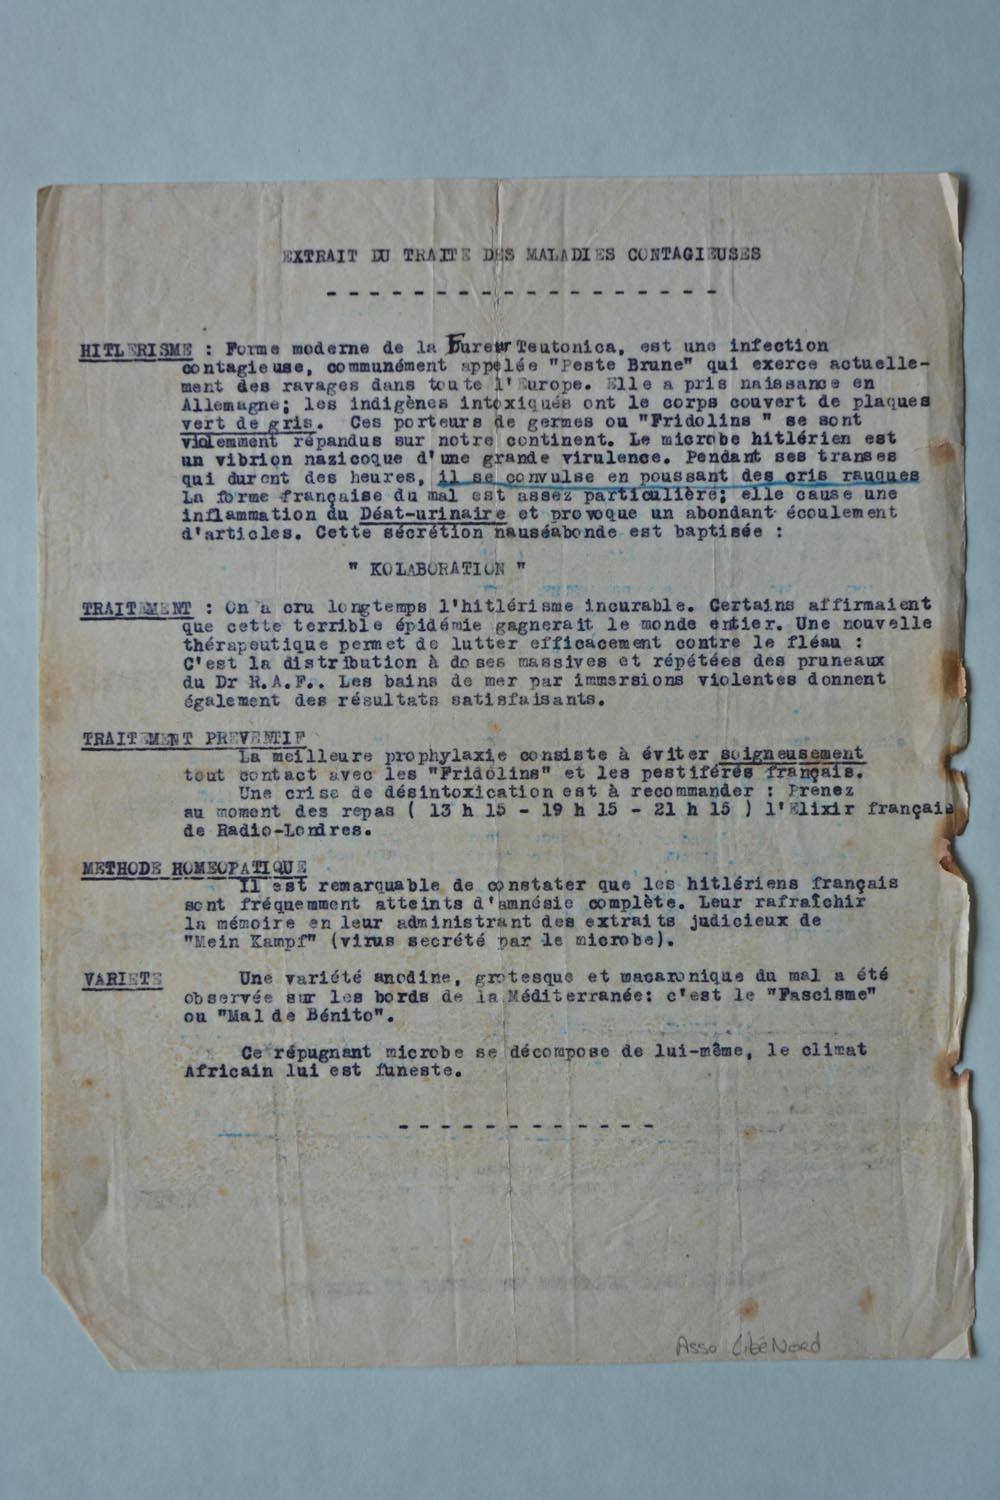 EXTRAIT DU TRAITE DES MALADIES CONTAGIEUSES
- - - - - - - - - - - - - - - - - -
HITLERISME : Forme moderne de la Fureur Teutonica, est une infection
contagieuse, communément appelée "Peste Brune" qui exerce actuelle-
ment des ravages dans toute l'Europe. Elle a pris naissance en
Allemagne; les indigènes intoxiqués ont le corps couvert de plaques
vert de gris. Ces porteurs de germes ou "Fridolins " se sont
violemment répandus sur notre continent. Le microbe hitlérien est
un vibrion nazicoque d'une grande virulence. Pendant ses transes
qui durent des heures, il se convulse en poussant des cris rauques
La forme française du mal est assez particulière; elle cause une
inflammation du Déat-urinaire et provoque un abondant écoulement
d'articles. Cette sécrétion nauséabonde est baptisée :
" KOLABORATION "
TRAITEMENT : On a cru longtemps l'hitlérisme incurable. Certains affirmaient
que cette terrible épidémie gagnerait le monde entier. Une nouvelle
thérapeutique permet de lutter efficacement contre le fléau :
C'est la distribution à doses massives et répétées des pruneaux
du Dr R.A.F.. Les bains de mer par immersions violentes donnent
également des résultats satisfaisants.
TRAITEMENT PREVENTIF
La meilleure prophylaxie consiste à éviter soigneusement
tout contact avec les "Fridolins" et les pestiférés français.
Une crise de désintoxication est à recommander : Prenez
au moment des repas ( 13 h 15 - 19 h 15 - 21 h 15 ) l'Elixir français
de Radio-Londres.
METHODE HOMEOPATIQUE
Il est remarquable de constater que les hitlériens français
sont fréquemment atteints d'amnésie complète. Leur rafraîchir
la mémoire en leur administrant des extraits judicieux de
"Mein Kampf" (virus secrété par le microbe).
VARIETE Une variété anodine, grotesque et macaronique du mal a été
observée sur les bords de la Méditerranée: c'est le "Fascisme"
ou "Mal de Bénito".
Ce répugnant microbe se décompose de lui-même, le climat
Africain lui est funeste.
- - - - - - - - - - - -
Asso LibéNord